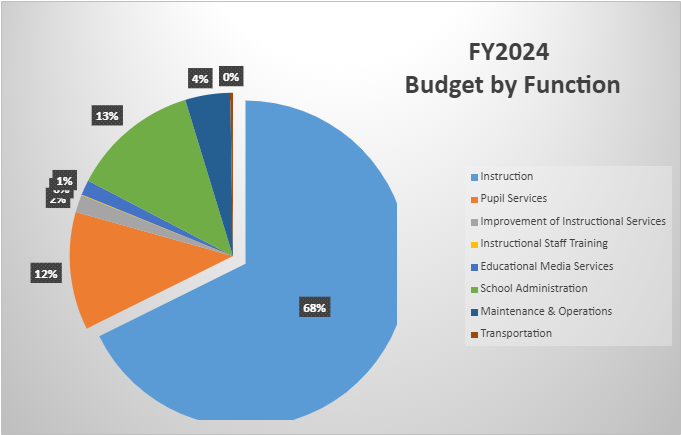 FY2024
Budget by Function
4%
0%
13%
1%
0%
2%
12%
68%
Instruction
Pupil Services
Improvement of Instructional Services
Instructional Staff Training
Educational Media Services
School Administration
Maintenance & Operations
Transportation